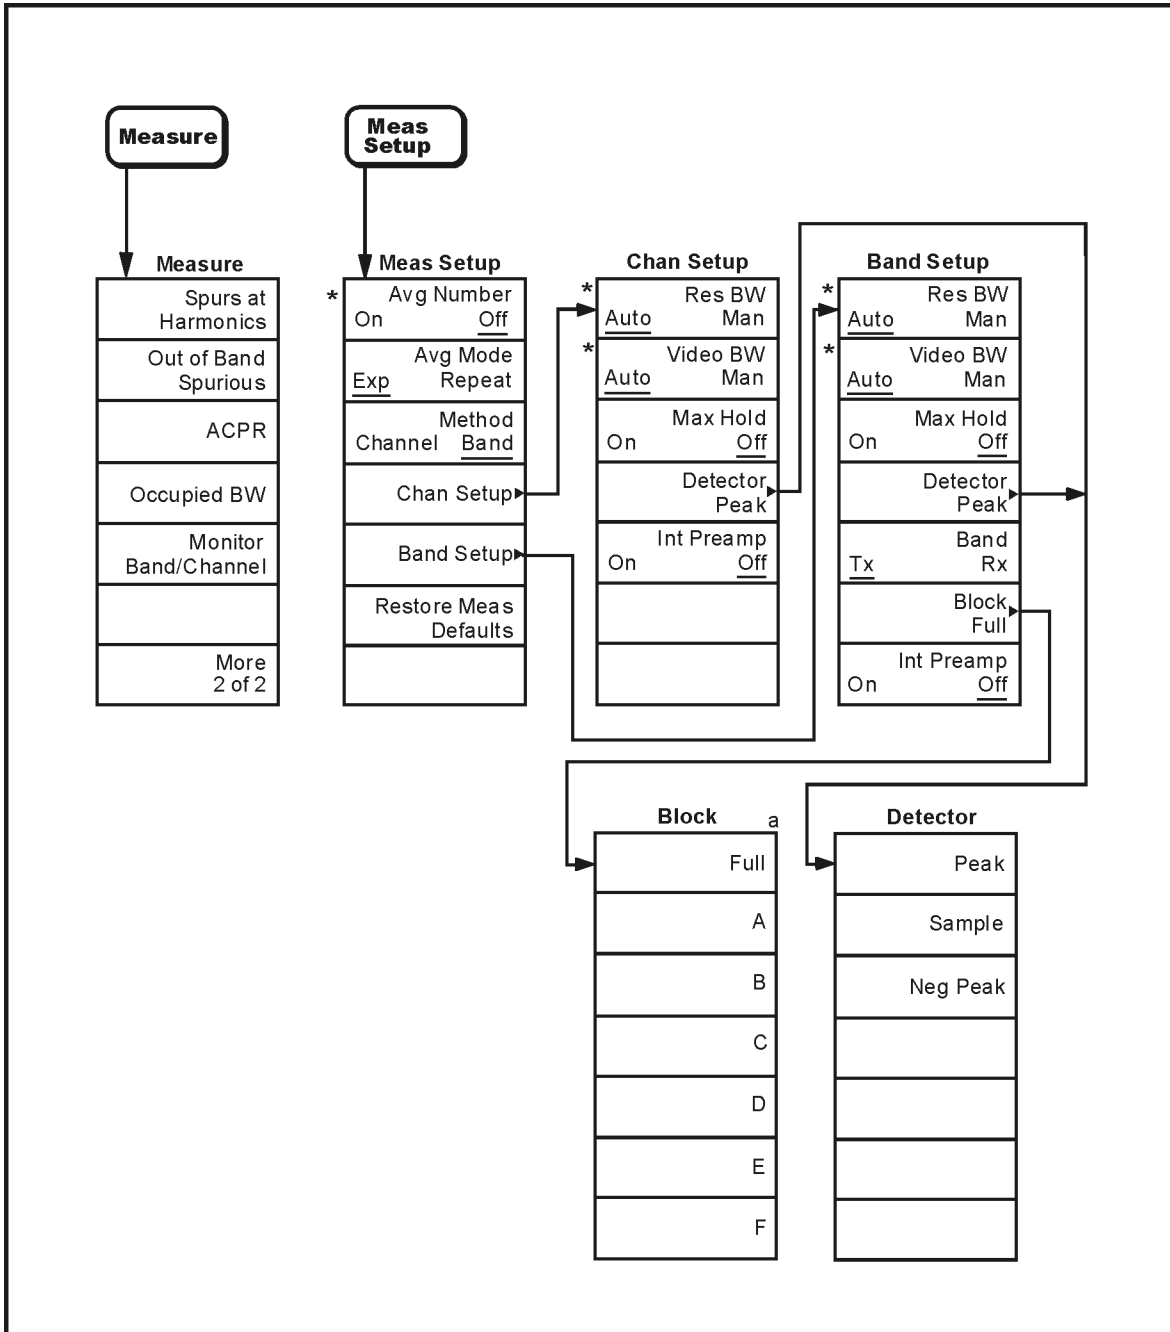 Measure
Meas
Setup
Measure
Spurs at
Harmonics
Out of Band
Spurious
ACPR
Occupied BW
Monitor
Band/Channel
More
2 of 2
Meas Setup
* Avg Number
On Off
Avg Mode
Exp Repeat
Method
Channel Band
Chan Setup
Band Setup
Restore Meas
Defaults
Chan Setup
* Res BW
Auto Man
* Video BW
Auto Man
Max Hold
On Off
Detector
Peak
Int Preamp
On Off
Band Setup
* Res BW
Auto Man
* Video BW
Auto Man
Max Hold
On Off
Detector
Peak
Band
Tx Rx
Block
Full
Int Preamp
On Off
Block a
Full
A
B
C
D
E
F
Detector
Peak
Sample
Neg Peak